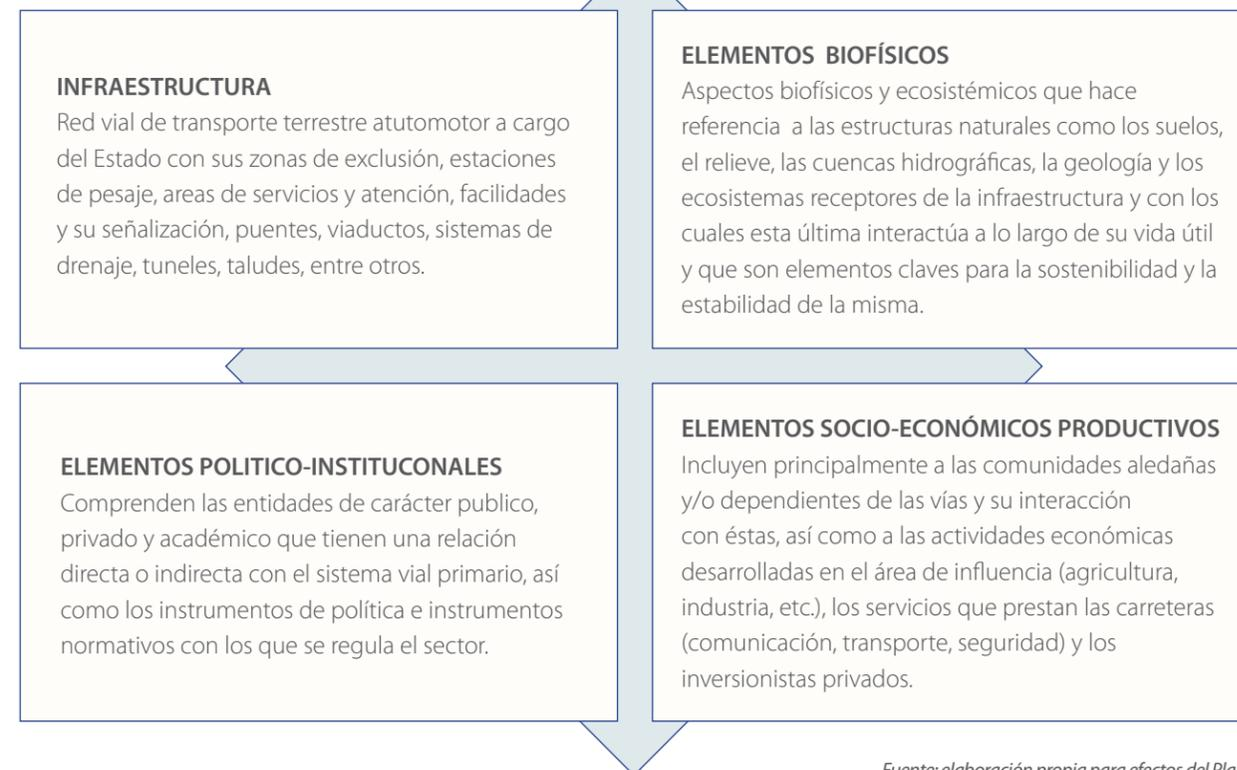 INFRAESTRUCTURA
Red vial de transporte terrestre atutomotor a cargo
del Estado con sus zonas de exclusión, estaciones
de pesaje, areas de servicios y atención, facilidades
y su señalización, puentes, viaductos, sistemas de
drenaje, tuneles, taludes, entre otros.
ELEMENTOS BIOFÍSICOS
Aspectos biofísicos y ecosistémicos que hace
referencia a las estructuras naturales como los suelos,
el relieve, las cuencas hidrográficas, la geología y los
ecosistemas receptores de la infraestructura y con los
cuales esta última interactúa a lo largo de su vida útil
y que son elementos claves para la sostenibilidad y la
estabilidad de la misma.
ELEMENTOS POLITICO-INSTITUCONALES
Comprenden las entidades de carácter publico,
privado y académico que tienen una relación
directa o indirecta con el sistema vial primario, así
como los instrumentos de política e instrumentos
normativos con los que se regula el sector.
ELEMENTOS SOCIO-ECONÓMICOS PRODUCTIVOS
Incluyen principalmente a las comunidades aledañas
y/o dependientes de las vías y su interacción
con éstas, así como a las actividades económicas
desarrolladas en el área de influencia (agricultura,
industria, etc.), los servicios que prestan las carreteras
(comunicación, transporte, seguridad) y los
inversionistas privados.
Fuente: elaboración propia para efectos del Pla